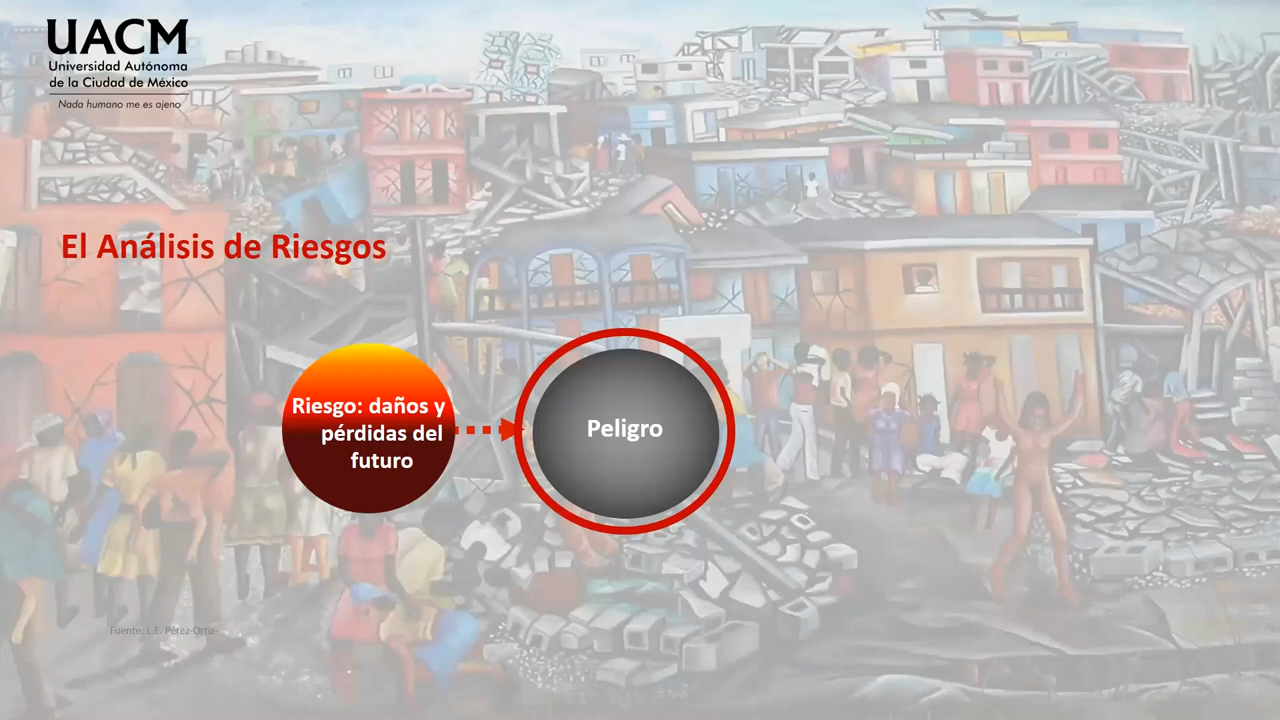 UACM
Universidad Autónoma
de la Ciudad de México
Nada humano me es ajeno
El Análisis de Riesgos
Riesgo: daños y
pérdidas del
futuro
Peligro
Fuente: L.E. Pérez-Ortiz-